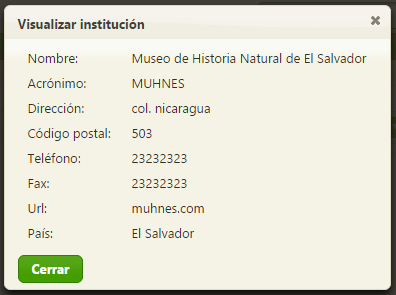 Visualizar institución
Nombre: Museo de Historia Natural de El Salvador
Acrónimo: MUHNES
Dirección: col. nicaragua
Código postal: 503
Teléfono: 23232323
Fax: 23232323
Url: muhnes.com
País: El Salvador
Cerrar